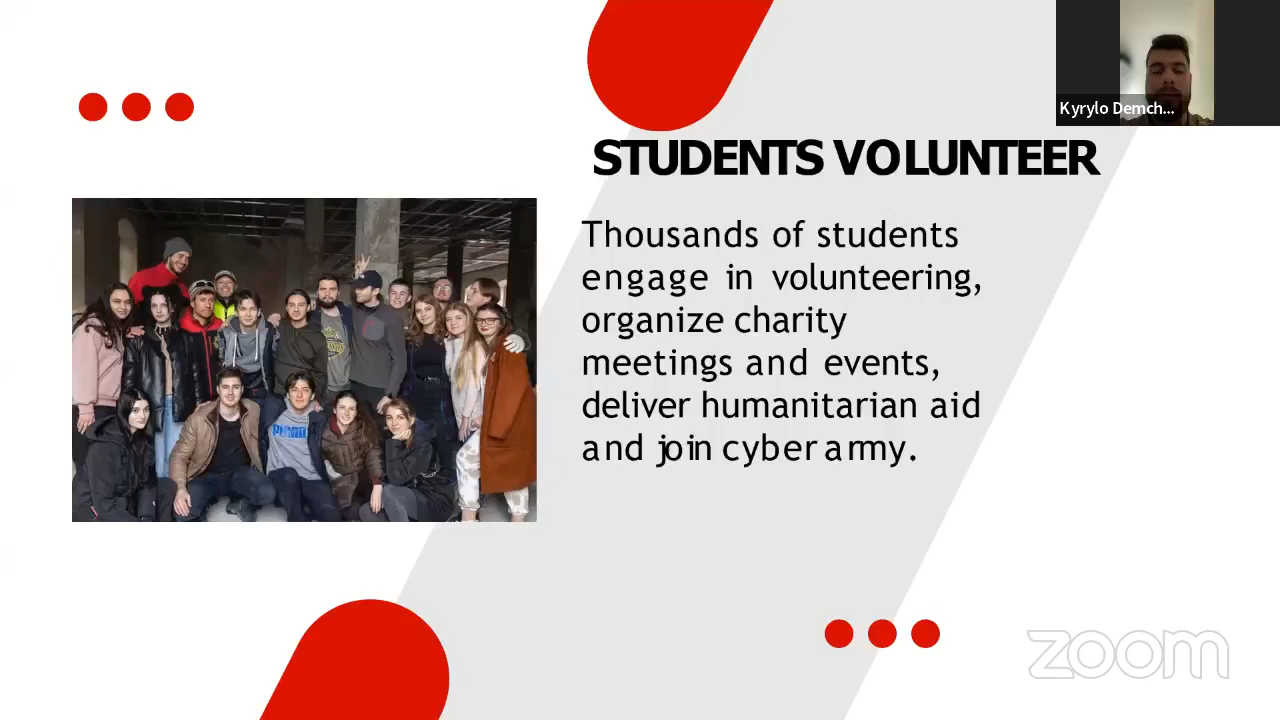 Kyrylo Demch...
STUDENTS VOLUNTEER
Thousands of students
engage in volunteering,
organize charity
meetings and events,
deliver humanitarian aid
and join cyber army.
zoom